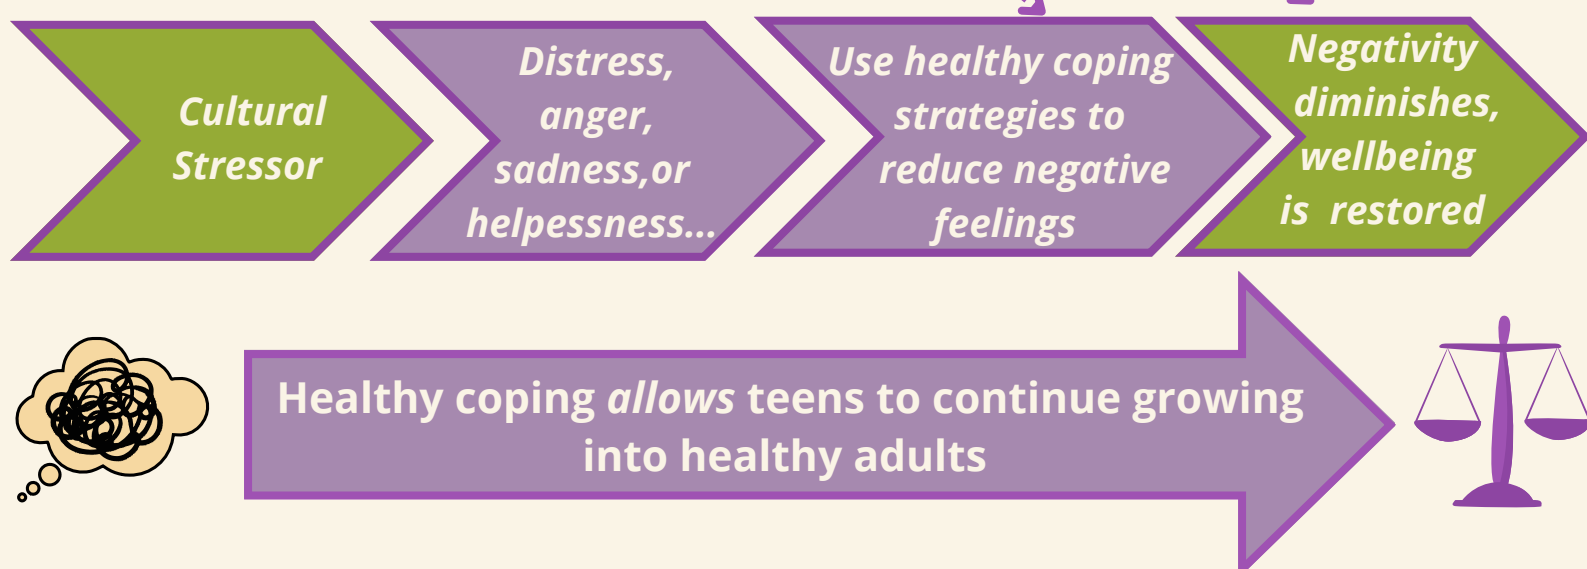 Cultural
Stressor
Distress,
anger,
sadness,or
helpessness...
Use healthy coping
strategies to
reduce negative
feelings
Negativity
diminishes,
wellbeing
is  restored
Healthy coping allows teens to continue growing
into healthy adults